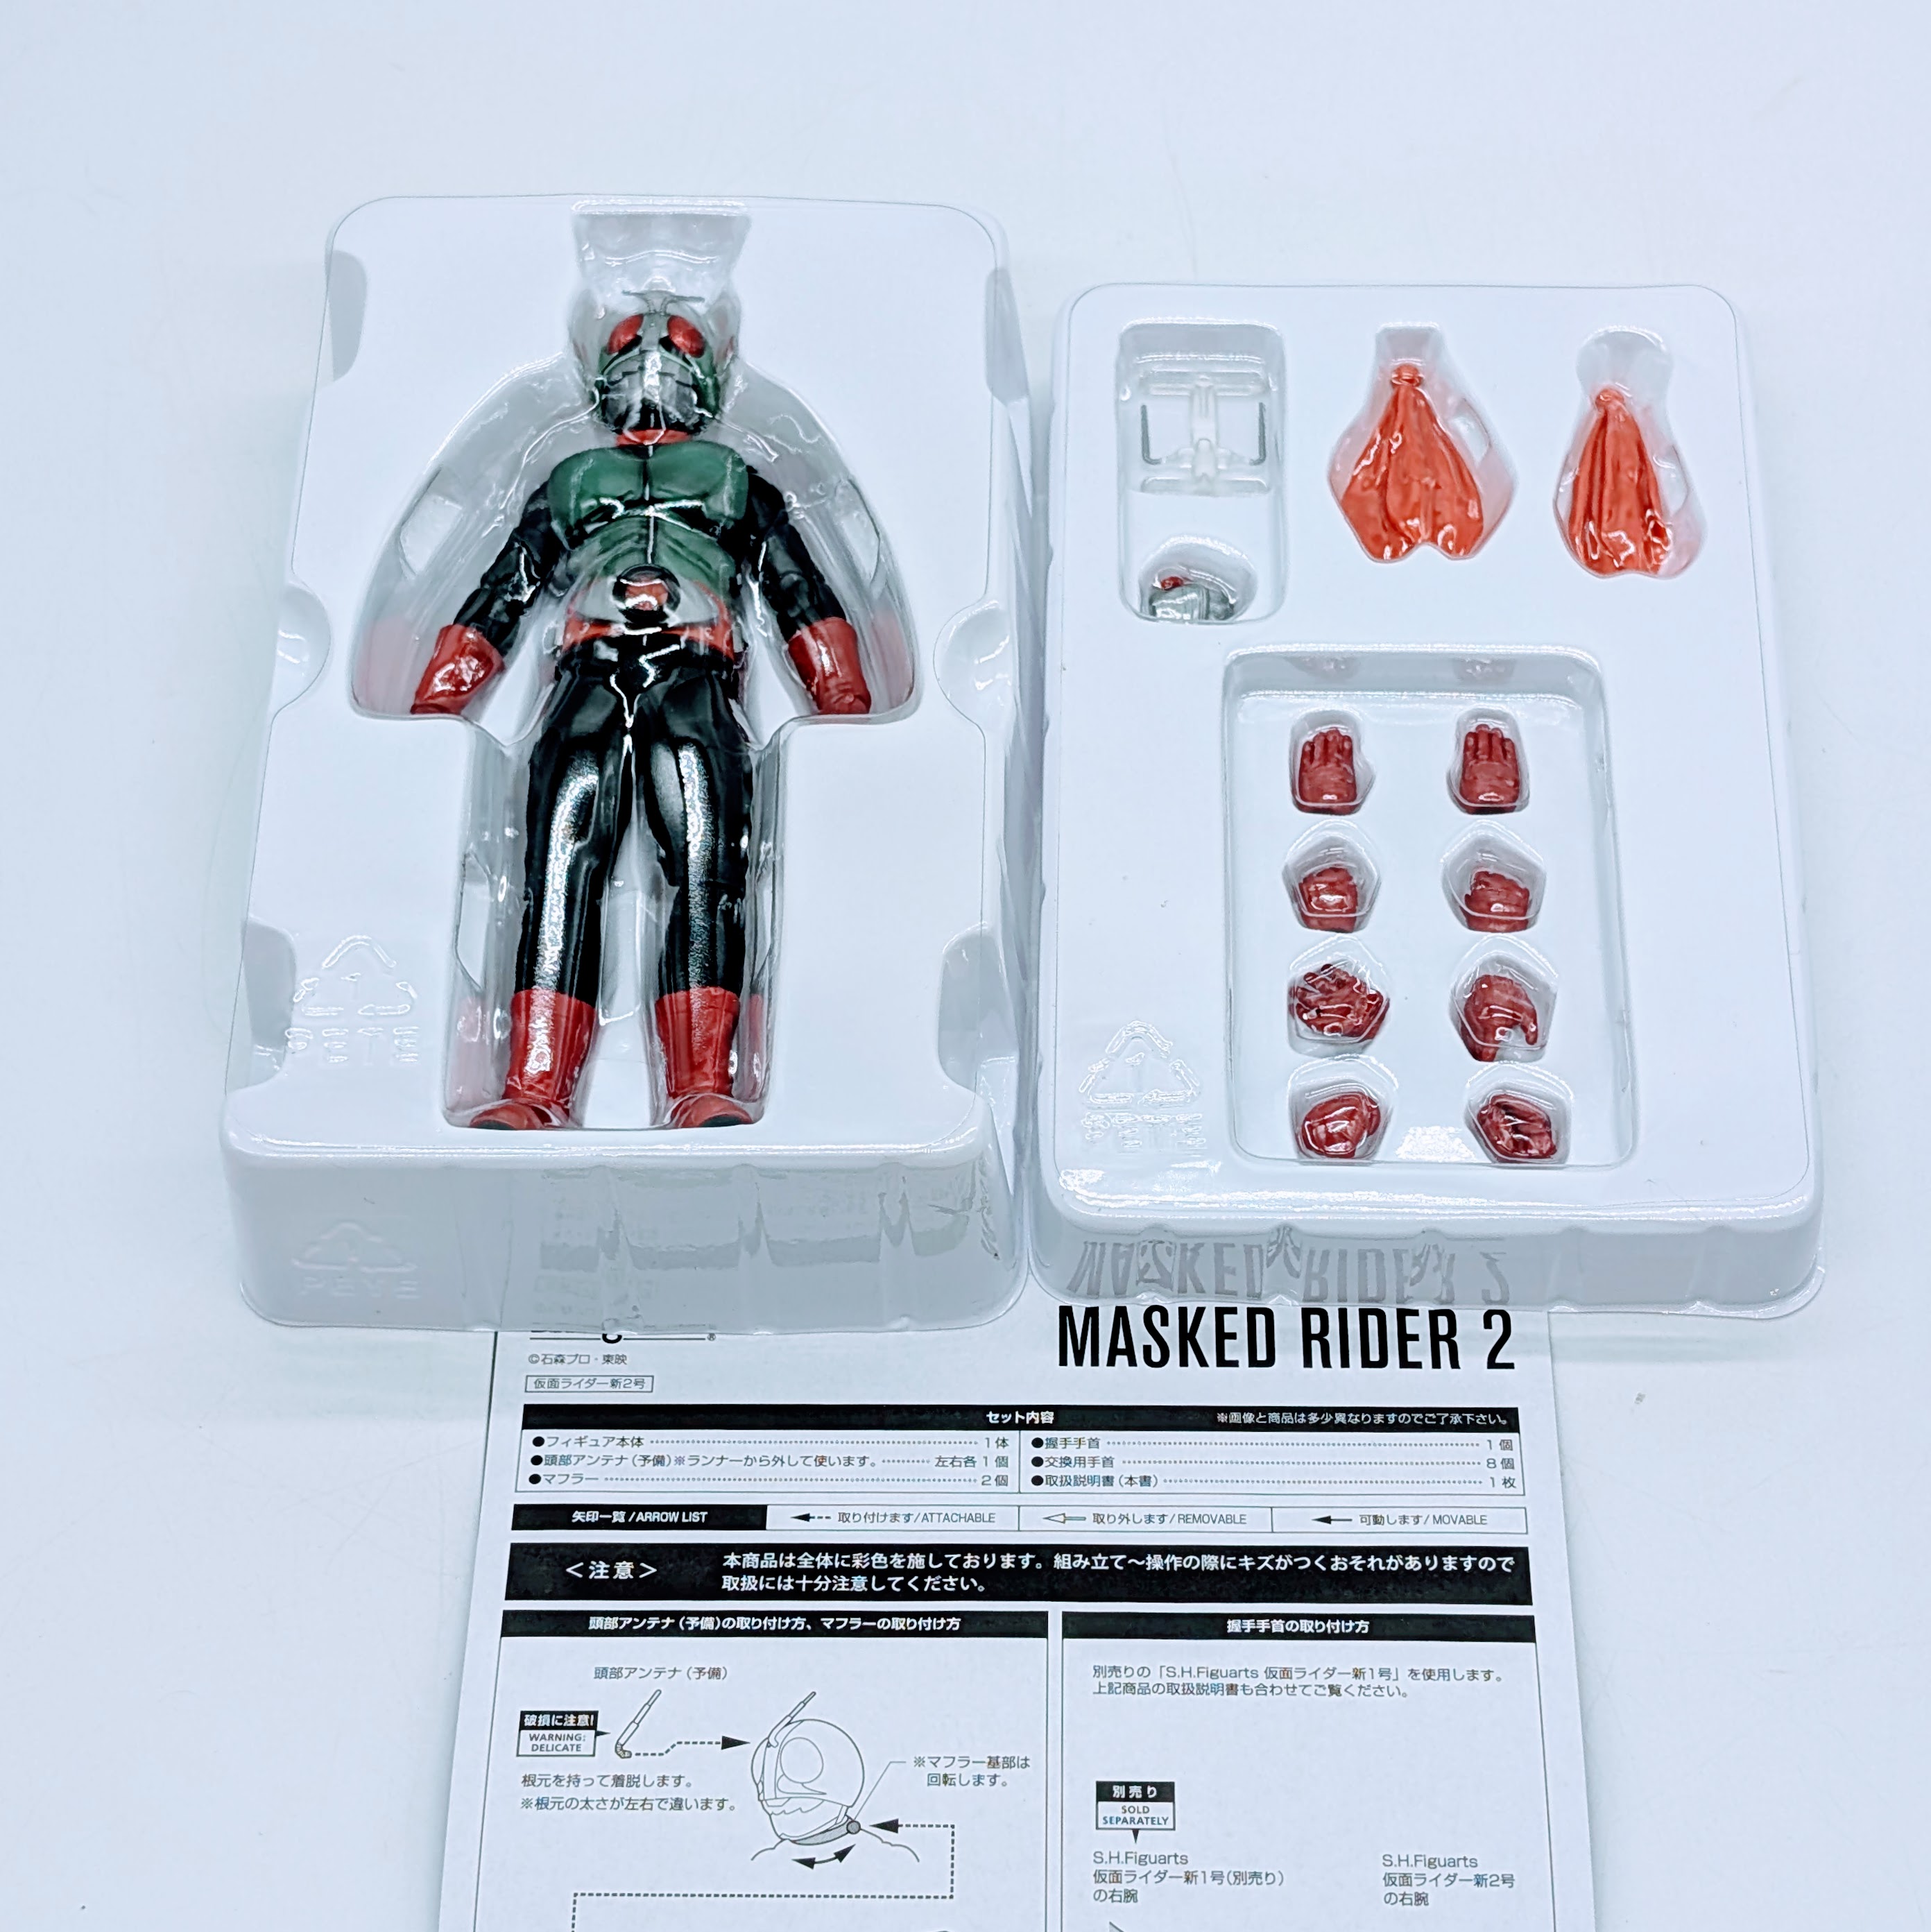 PETE
PETE
MASKED RIDER 2
®
©石森プロ・東映
仮面ライダー新2号
セット内容 ※画像と商品は多少異なりますのでご了承下さい。
●フィギュア本体 1体
●頭部アンテナ（予備）※ランナーから外して使います。 左右各1個
●マフラー 2個
●握手手首 1個
●交換用手首 8個
●取扱説明書（本書） 1枚
矢印一覧/ARROW LIST
取り付けます/ATTACHABLE
取り外します/REMOVABLE
可動します/MOVABLE
＜注意＞
本商品は全体に彩色を施しております。組み立て〜操作の際にキズがつくおそれがありますので
取扱には十分注意してください。
頭部アンテナ（予備）の取り付け方、マフラーの取り付け方
頭部アンテナ（予備）
破損に注意!
WARNING:
DELICATE
根元を持って着脱します。
※根元の太さが左右で違います。
※マフラー基部は
回転します。
握手手首の取り付け方
別売りの「S.H.Figuarts 仮面ライダー新1号」を使用します。
上記商品の取扱説明書も合わせてご覧ください。
別売り
SOLD
SEPARATELY
S.H.Figuarts
仮面ライダー新1号（別売り）
の右腕
S.H.Figuarts
仮面ライダー新2号
の右腕